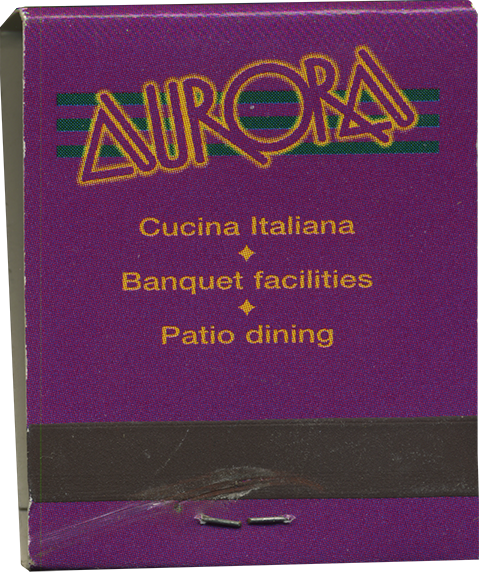 AURORA
Cucina Italiana
Banquet facilities
Patio dining